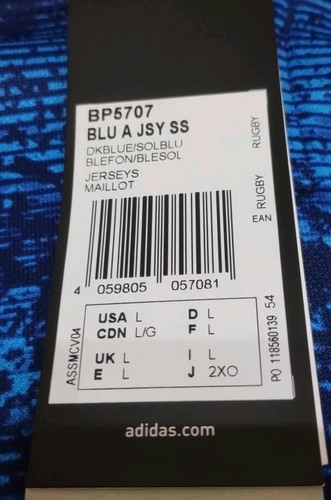 BP5707
BLU A JSY SS
DKBLUE/SOLBLU
BLEFON/BLESOL
JERSEYS
MAILLOT
RUGBY
RUGBY
EAN
4 059805 057081
USA L D L
CDN L/G F L
UK L I L
E L J 2XO
ASSMCV04
PO 118560139 54
adidas.com